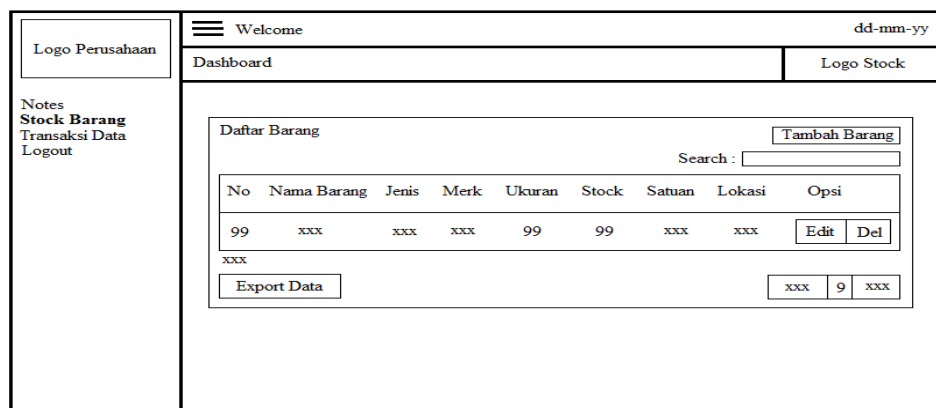 Logo Perusahaan
Welcome dd-mm-yy
Dashboard Logo Stock
Notes
Stock Barang
Transaksi Data
Logout
Daftar Barang Tambah Barang
Search :
No Nama Barang Jenis Merk Ukuran Stock Satuan Lokasi Opsi
99 xxx xxx xxx 99 99 xxx xxx Edit Del
xxx
Export Data xxx 9 xxx